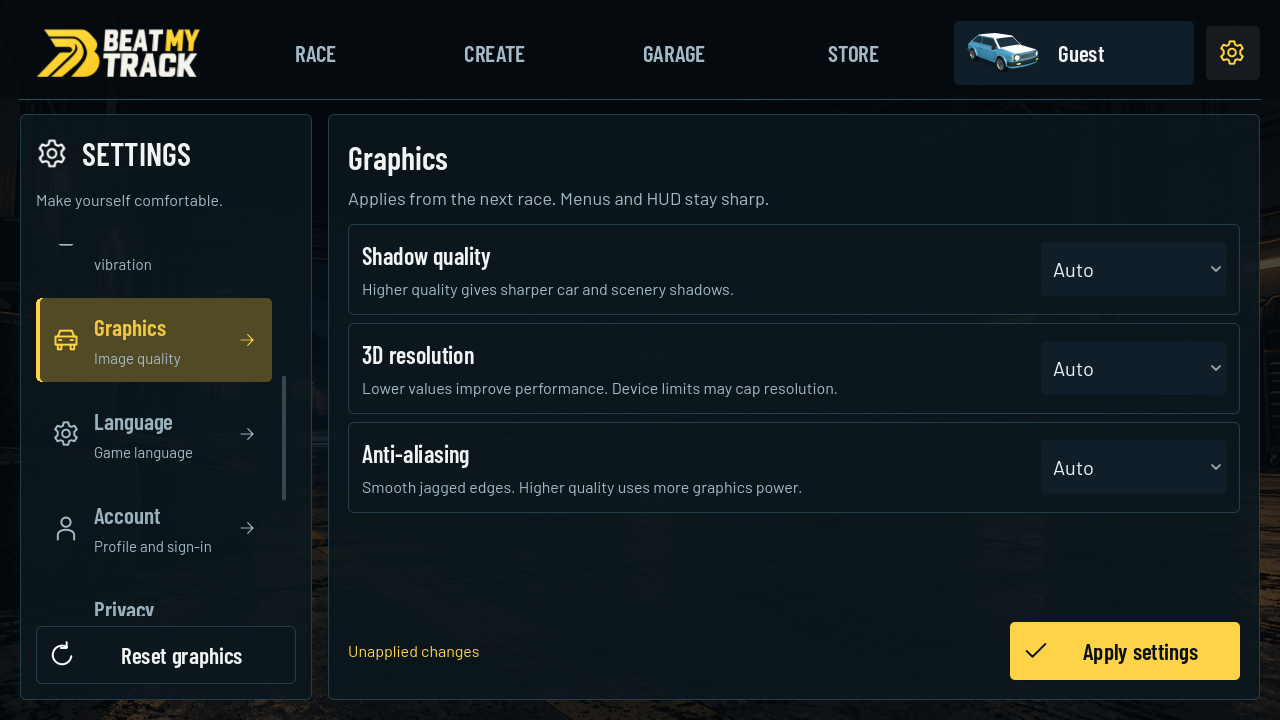 BEATMY
TRACK
RACE
CREATE
GARAGE
STORE
Guest
SETTINGS
Make yourself comfortable.
vibration
Graphics
Image quality
Language
Game language
Account
Profile and sign-in
Privacy
Reset graphics
Graphics
Applies from the next race. Menus and HUD stay sharp.
Shadow quality
Higher quality gives sharper car and scenery shadows.
Auto
3D resolution
Lower values improve performance. Device limits may cap resolution.
Auto
Anti-aliasing
Smooth jagged edges. Higher quality uses more graphics power.
Auto
Unapplied changes
Apply settings